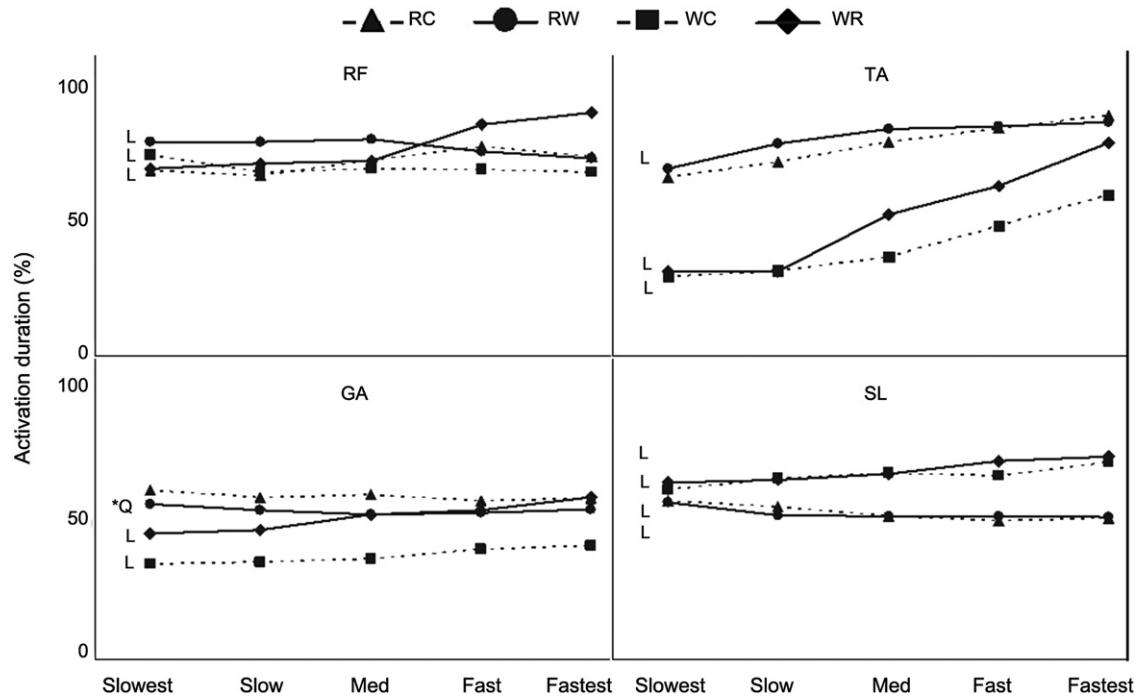 RC RW WC WR
RF TA
100
L
L
L
L
50
L
L
0
GA SL
100
L
L
*Q
50
L
L
L
L
0
Activation duration (%)
Slowest Slow Med Fast Fastest Slowest Slow Med Fast Fastest